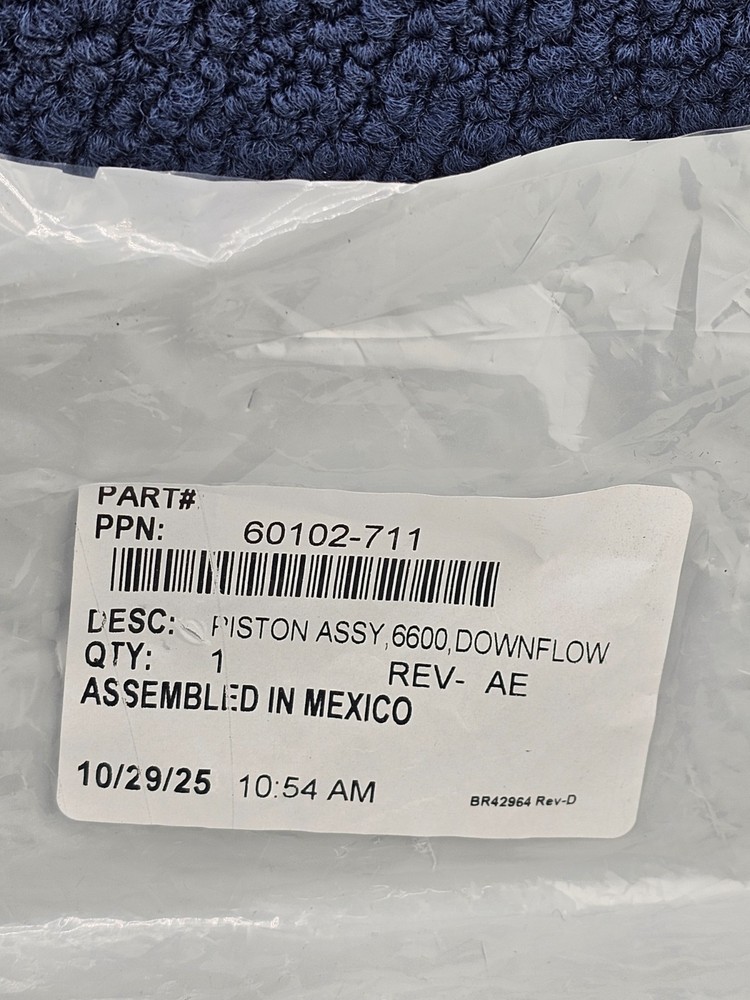 PART#
PPN: 60102-711
DESC: PISTON ASSY,6600,DOWNFLOW
QTY: 1 REV- AE
ASSEMBLED IN MEXICO
10/29/25 10:54 AM BR42964 Rev-D